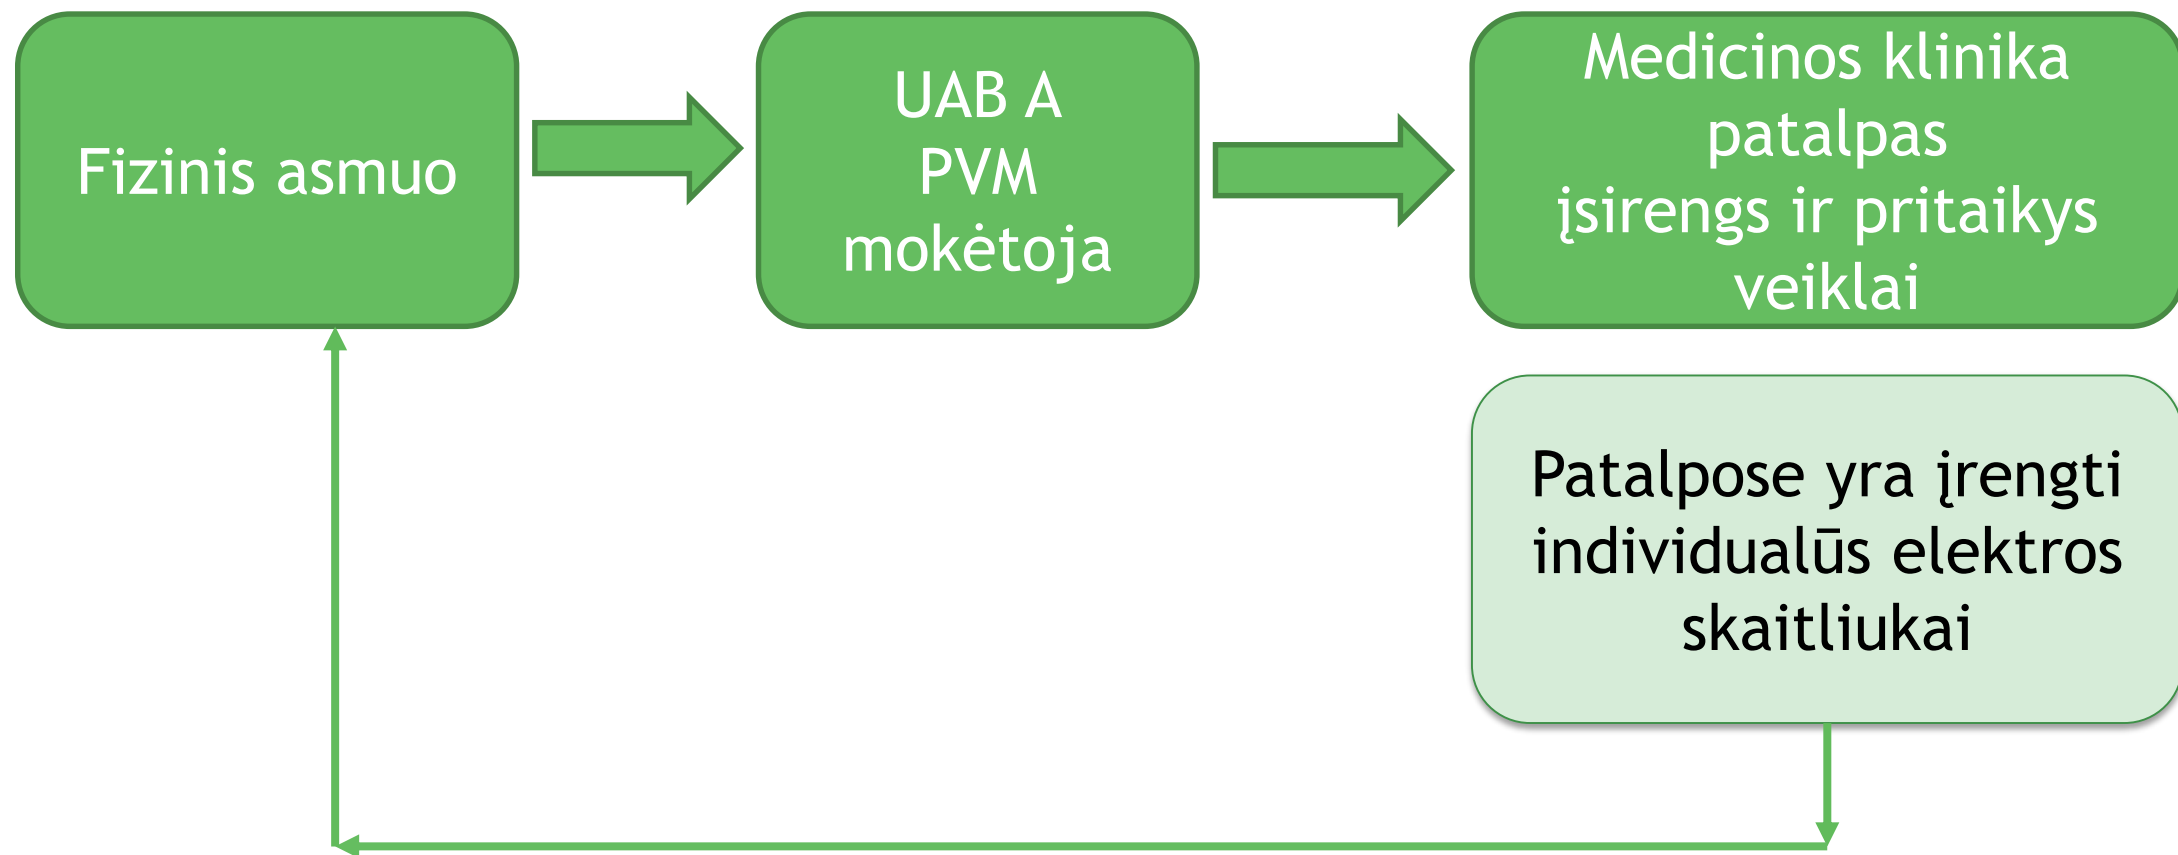 Fizinis asmuo
UAB A
PVM
mokėtoja
Medicinos klinika
patalpas
įsirengs ir pritaikys
veiklai
Patalpose yra įrengti
individualūs elektros
skaitliukai